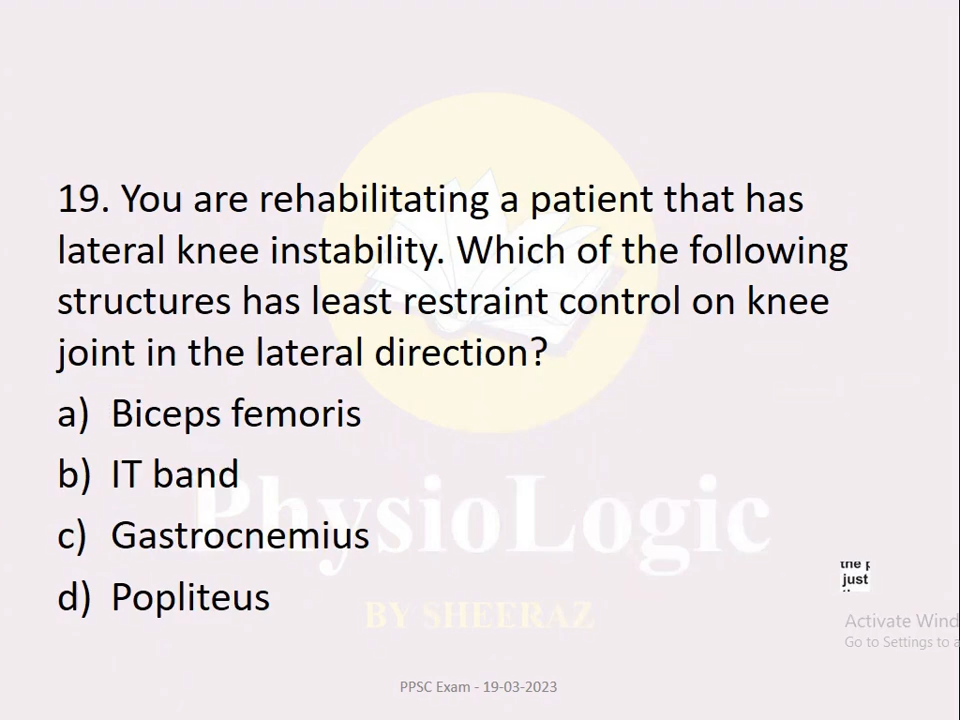 19. You are rehabilitating a patient that has
lateral knee instability. Which of the following
structures has least restraint control on knee
joint in the lateral direction?
a) Biceps femoris
b) IT band
c) Gastrocnemius
d) Popliteus
PhysioLogic
BY SHEERAZ
the
just
Activate Wind
Go to Settings to a
PPSC Exam - 19-03-2023